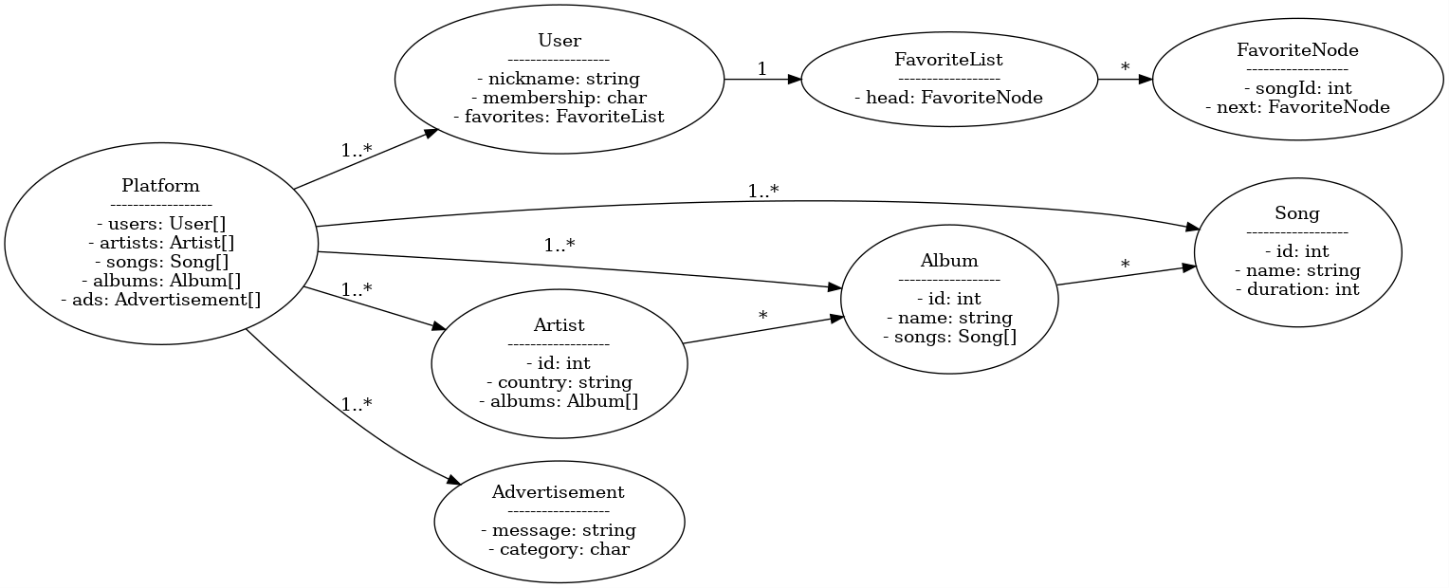 User
------------------
- nickname: string
- membership: char
- favorites: FavoriteList
1
FavoriteList
------------------
- head: FavoriteNode
*
FavoriteNode
------------------
- songId: int
- next: FavoriteNode
1..*
Platform
------------------
- users: User[]
- artists: Artist[]
- songs: Song[]
- albums: Album[]
- ads: Advertisement[]
1..*
1..*
1..*
1..*
Song
------------------
- id: int
- name: string
- duration: int
Album
------------------
- id: int
- name: string
- songs: Song[]
*
*
Artist
------------------
- id: int
- country: string
- albums: Album[]
Advertisement
------------------
- message: string
- category: char